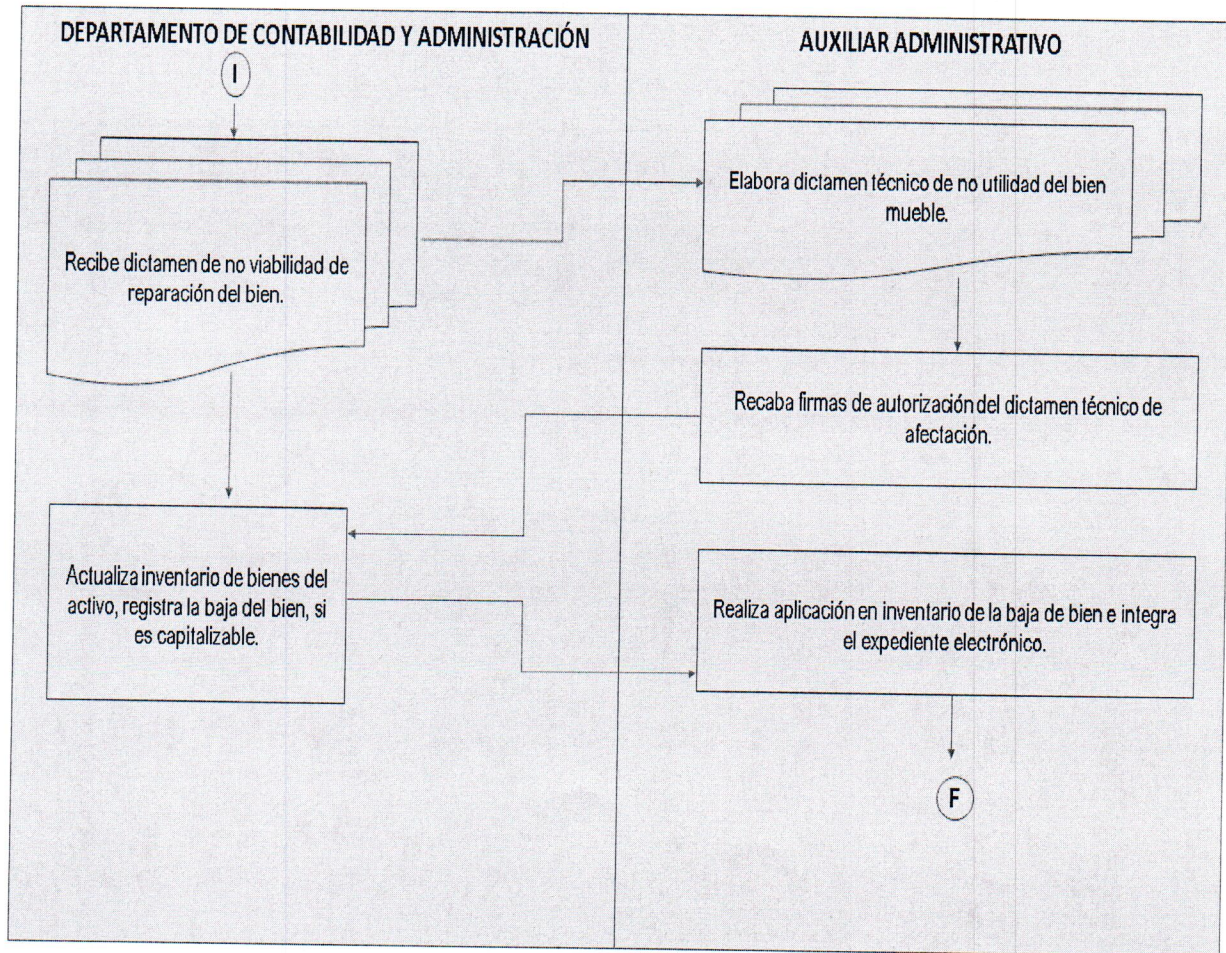 DEPARTAMENTO DE CONTABILIDAD Y ADMINISTRACIÓN
I
Recibe dictamen de no viabilidad de
reparación del bien.
Actualiza inventario de bienes del
activo, registra la baja del bien, si
es capitalizable.
AUXILIAR ADMINISTRATIVO
Elabora dictamen técnico de no utilidad del bien
mueble.
Recaba firmas de autorización del dictamen técnico de
afectación.
Realiza aplicación en inventario de la baja de bien e integra
el expediente electrónico.
F